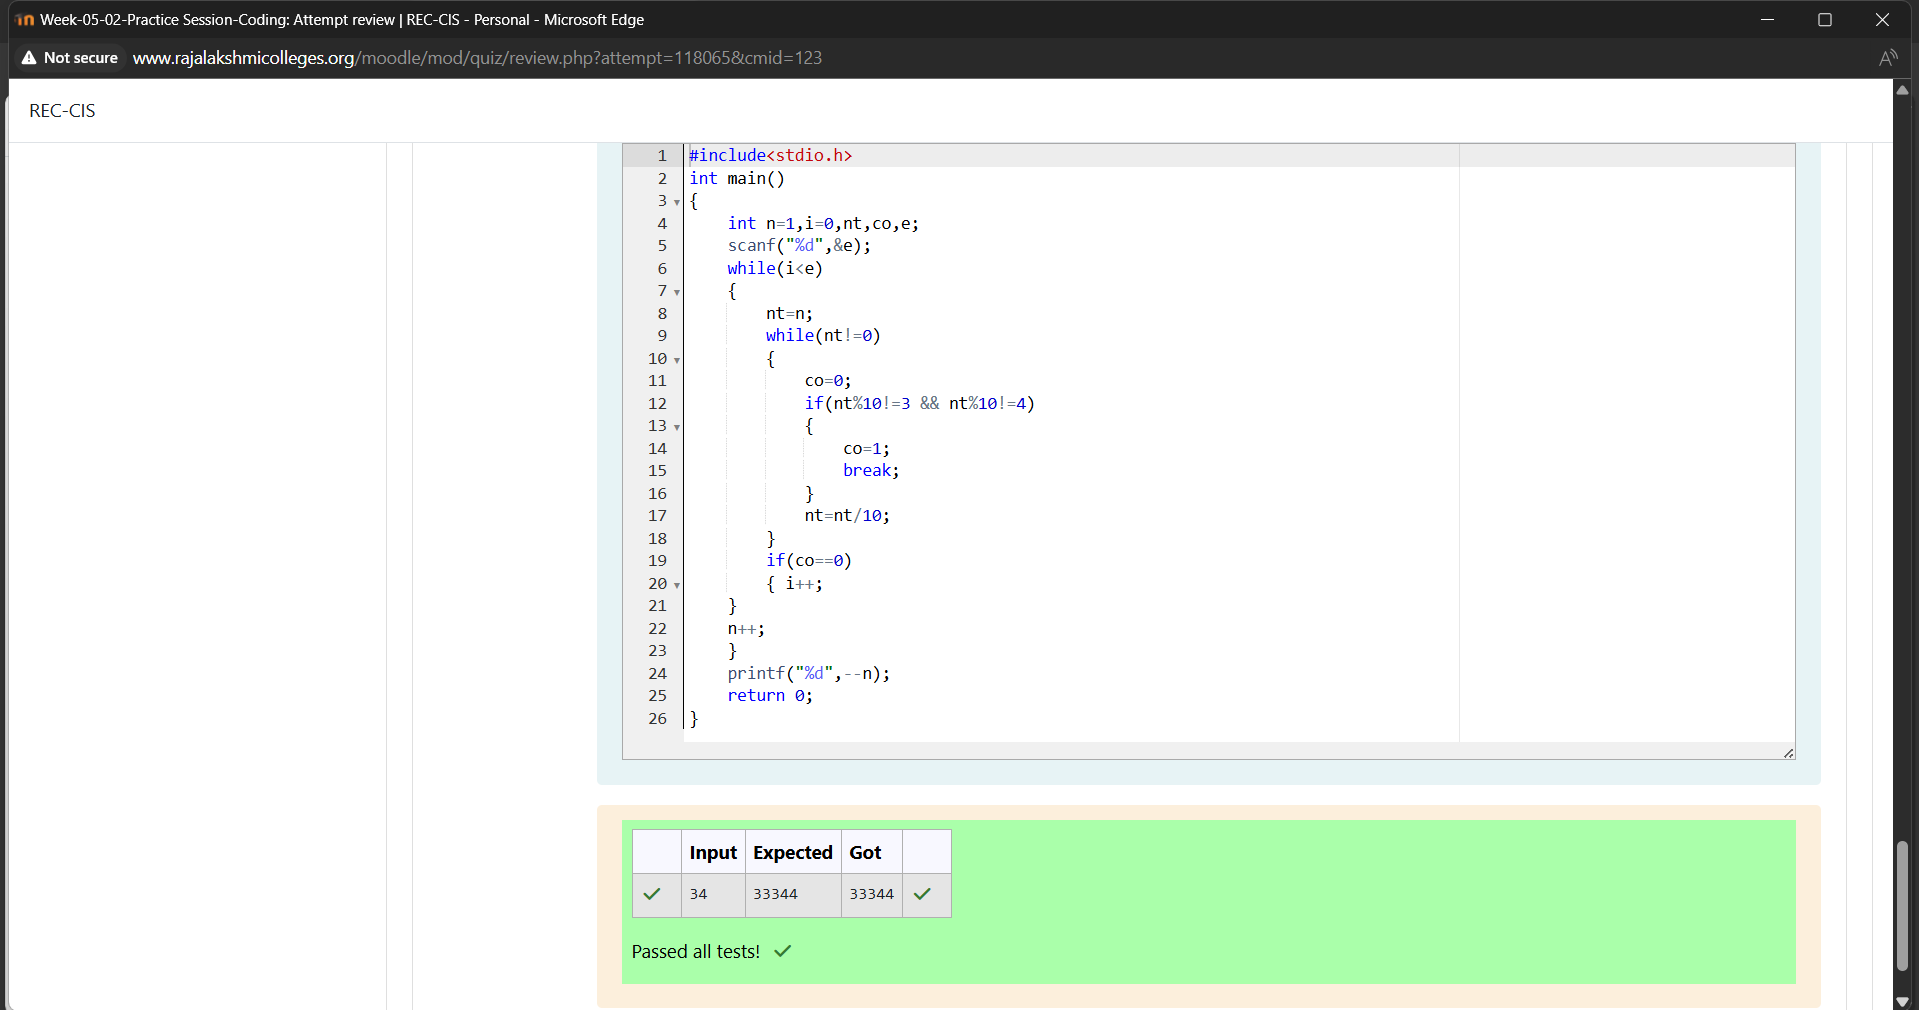 Week-05-02-Practice Session-Coding: Attempt review | REC-CIS - Personal - Microsoft Edge
Not secure www.rajalakshmicolleges.org/moodle/mod/quiz/review.php?attempt=118065&cmid=123
REC-CIS
1 #include<stdio.h>
2 int main()
3 {
4 int n=1,i=0,nt,co,e;
5 scanf("%d",&e);
6 while(i<e)
7 {
8 nt=n;
9 while(nt!=0)
10 {
11 co=0;
12 if(nt%10!=3 && nt%10!=4)
13 {
14 co=1;
15 break;
16 }
17 nt=nt/10;
18 }
19 if(co==0)
20 { i++;
21 }
22 n++;
23 }
24 printf("%d",--n);
25 return 0;
26 }
Input Expected Got
34 33344 33344
Passed all tests!